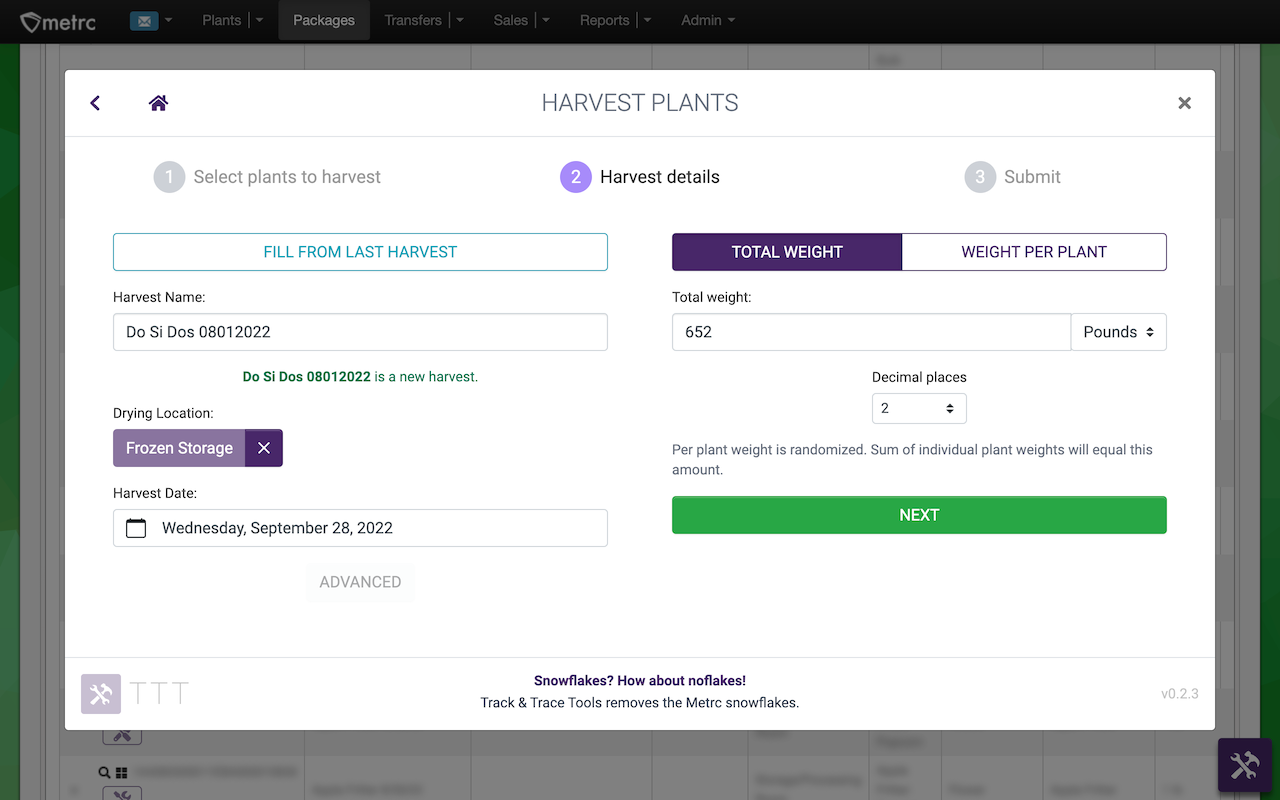 metrc
Plants
Packages
Transfers
Sales
Reports
Admin
HARVEST PLANTS
1 Select plants to harvest
2 Harvest details
3 Submit
FILL FROM LAST HARVEST
Harvest Name:
Do Si Dos 08012022
Do Si Dos 08012022 is a new harvest.
Drying Location:
Frozen Storage
Harvest Date:
Wednesday, September 28, 2022
ADVANCED
TOTAL WEIGHT
WEIGHT PER PLANT
Total weight:
652
Pounds
Decimal places
2
Per plant weight is randomized. Sum of individual plant weights will equal this
amount.
NEXT
TTT
Snowflakes? How about noflakes!
Track & Trace Tools removes the Metrc snowflakes.
v0.2.3